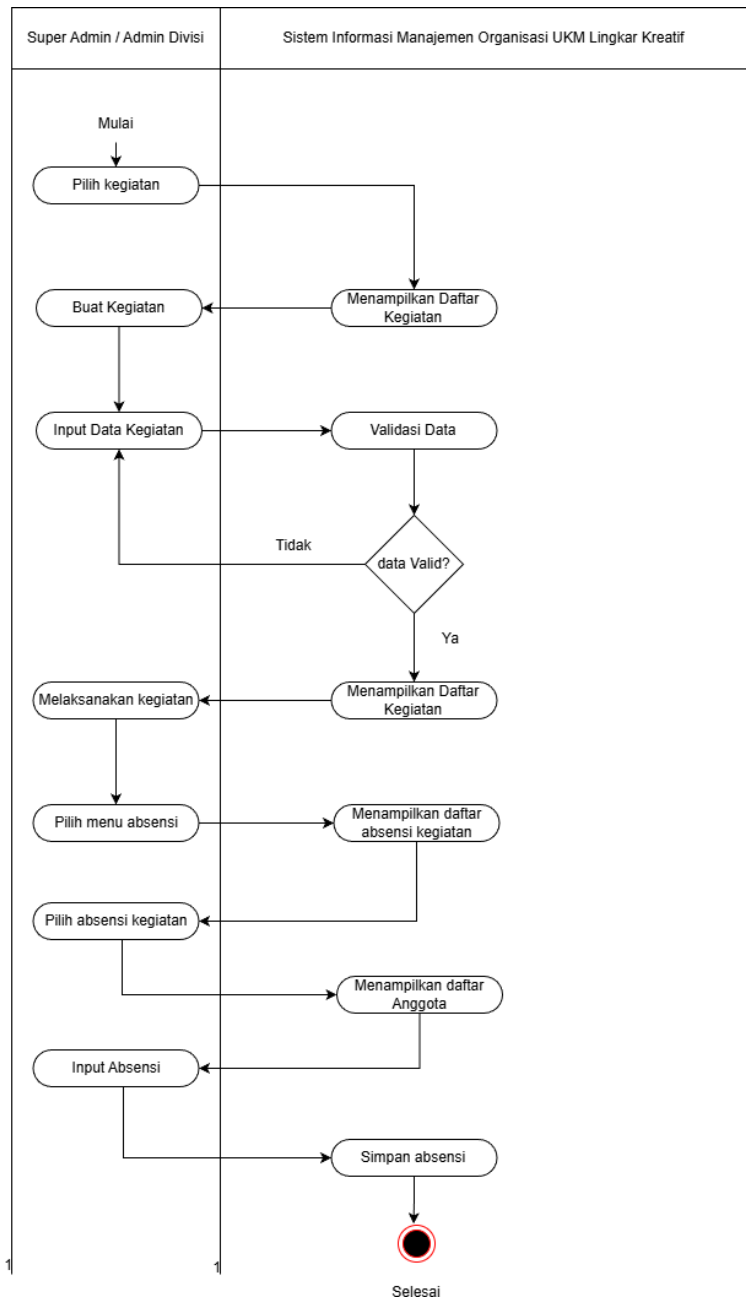 Super Admin / Admin Divisi
Sistem Informasi Manajemen Organisasi UKM Lingkar Kreatif
Mulai
Pilih kegiatan
Menampilkan Daftar
Kegiatan
Buat Kegiatan
Input Data Kegiatan
Validasi Data
Tidak
data Valid?
Ya
Menampilkan Daftar
Kegiatan
Melaksanakan kegiatan
Pilih menu absensi
Menampilkan daftar
absensi kegiatan
Pilih absensi kegiatan
Menampilkan daftar
Anggota
Input Absensi
Simpan absensi
1
1
Selesai